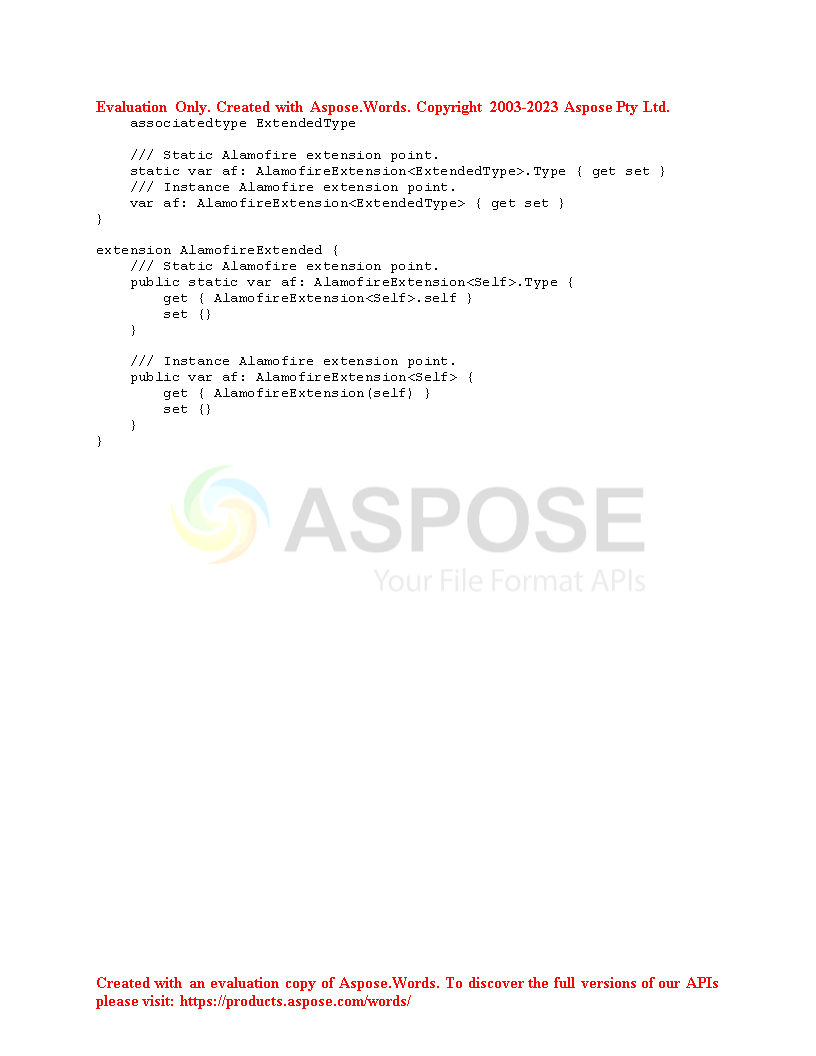 Evaluation Only. Created with Aspose.Words. Copyright 2003-2023 Aspose Pty Ltd.
    associatedtype ExtendedType

    /// Static Alamofire extension point.
    static var af: AlamofireExtension<ExtendedType>.Type { get set }
    /// Instance Alamofire extension point.
    var af: AlamofireExtension<ExtendedType> { get set }
}

extension AlamofireExtended {
    /// Static Alamofire extension point.
    public static var af: AlamofireExtension<Self>.Type {
        get { AlamofireExtension<Self>.self }
        set {}
    }

    /// Instance Alamofire extension point.
    public var af: AlamofireExtension<Self> {
        get { AlamofireExtension(self) }
        set {}
    }
}
ASPOSE
Your File Format APIs
Created with an evaluation copy of Aspose.Words. To discover the full versions of our APIs
please visit: https://products.aspose.com/words/